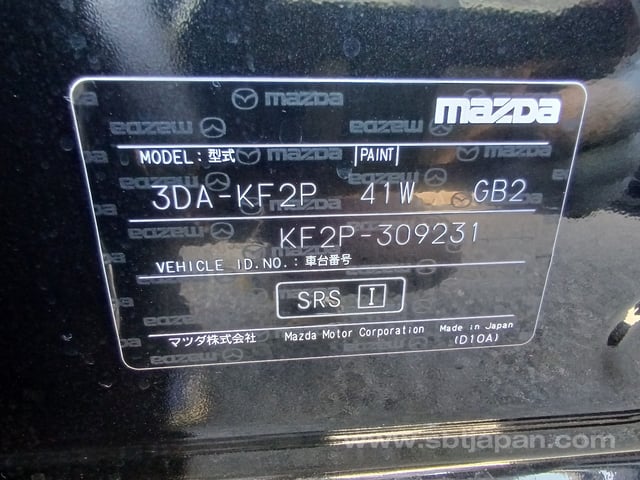 mazda
MODEL:型式 PAINT
3DA-KF2P 41W GB2
KF2P-309231
VEHICLE ID.NO.:車台番号
SRS I
マツダ株式会社 Mazda Motor Corporation Made in Japan
(D10A)
www.sbtjapan.com